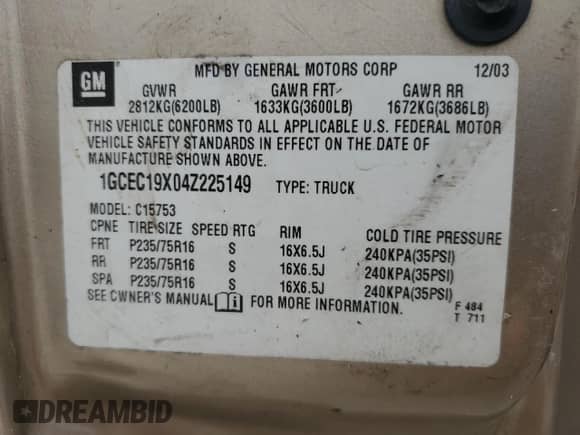 GM
MFD BY GENERAL MOTORS CORP 12/03
GVWR GAWR FRT GAWR RR
2812KG(6200LB) 1633KG(3600LB) 1672KG(3686LB)
THIS VEHICLE CONFORMS TO ALL APPLICABLE U.S. FEDERAL MOTOR
VEHICLE SAFETY STANDARDS IN EFFECT ON THE DATE OF
MANUFACTURE SHOWN ABOVE.
1GCEC19X04Z225149 TYPE: TRUCK
MODEL: C15753
CPNE TIRE SIZE SPEED RTG RIM COLD TIRE PRESSURE
FRT P235/75R16 S 16X6.5J 240KPA(35PSI)
RR P235/75R16 S 16X6.5J 240KPA(35PSI)
SPA P235/75R16 S 16X6.5J 240KPA(35PSI)
SEE OWNER'S MANUAL FOR MORE INFORMATION.
F 484
T 711
DREAMBID